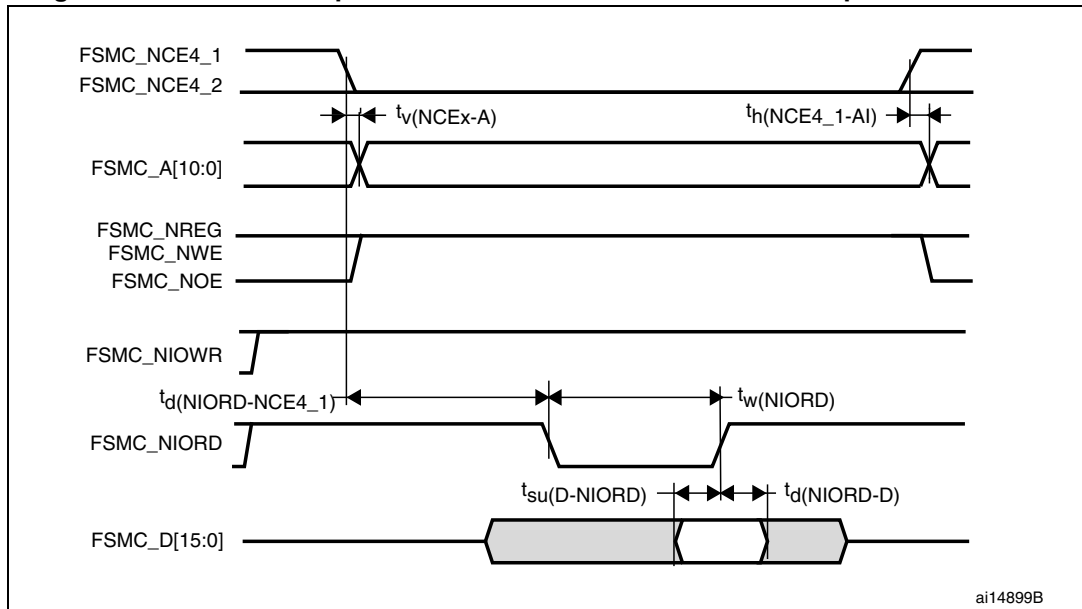 FSMC_NCE4_1
FSMC_NCE4_2
tv(NCEx-A)
th(NCE4_1-AI)
FSMC_A[10:0]
FSMC_NREG
FSMC_NWE
FSMC_NOE
FSMC_NIOWR
td(NIORD-NCE4_1)
tw(NIORD)
FSMC_NIORD
tsu(D-NIORD)
td(NIORD-D)
FSMC_D[15:0]
ai14899B